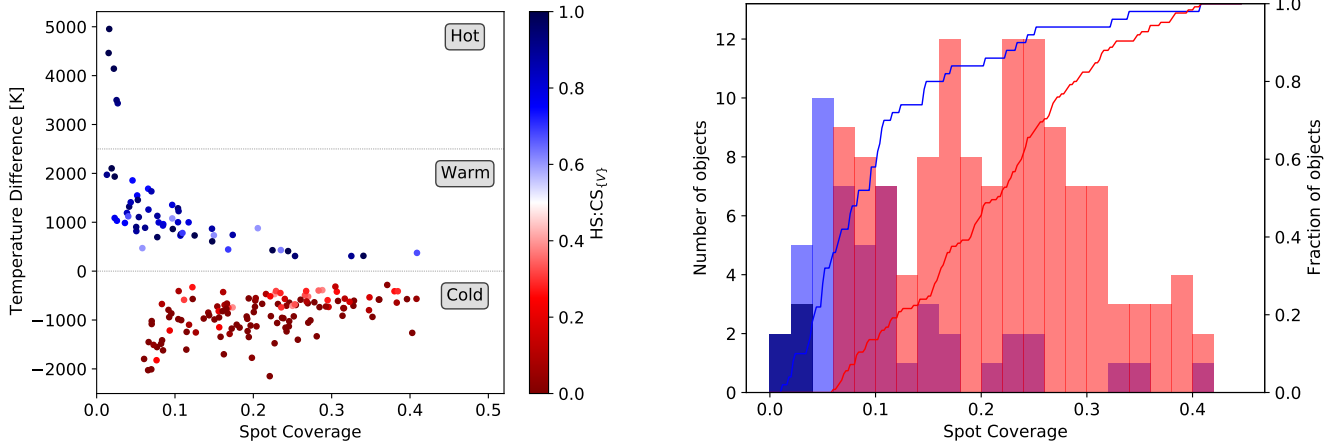 Temperature Difference [K]
5000
4000
3000
2000
1000
0
−1000
−2000
Hot
Warm
Cold
0.0 0.1 0.2 0.3 0.4 0.5
Spot Coverage
1.0
0.8
0.6
0.4
0.2
0.0
HS:CS{V}
Number of objects
12
10
8
6
4
2
0
0.0 0.1 0.2 0.3 0.4
Spot Coverage
1.0
0.8
0.6
0.4
0.2
0.0
Fraction of objects